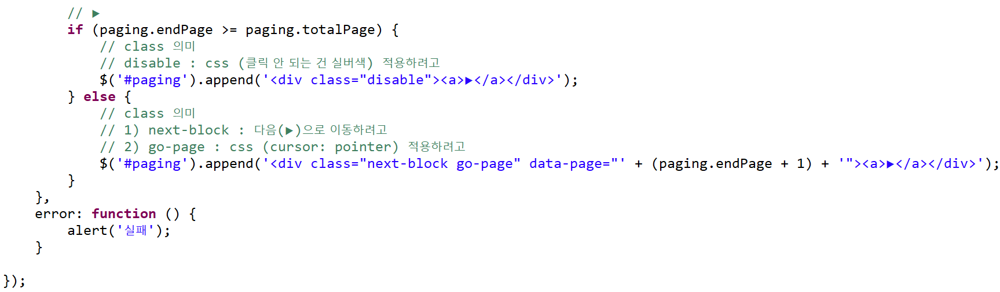 // ▶
if (paging.endPage >= paging.totalPage) {
// class 의미
// disable : css (클릭 안 되는 건 실버색) 적용하려고
$('#paging').append('<div class="disable"><a>▶</a></div>');
} else {
// class 의미
// 1) next-block : 다음(▶)으로 이동하려고
// 2) go-page : css (cursor: pointer) 적용하려고
$('#paging').append('<div class="next-block go-page" data-page="' + (paging.endPage + 1) + '"><a>▶</a></div>');
}
},
error: function () {
alert('실패');
}
});